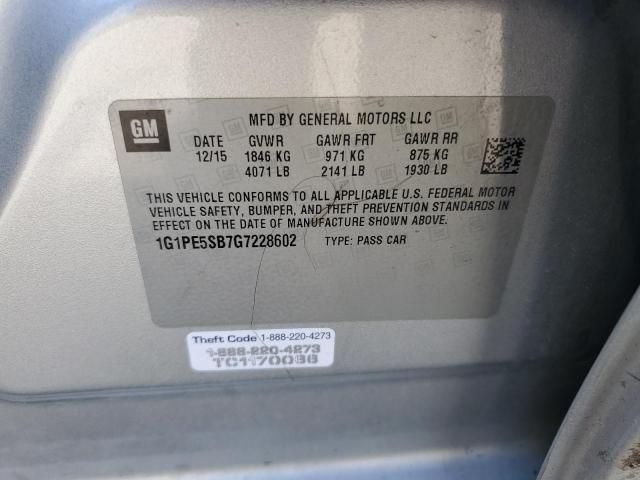 MFD BY GENERAL MOTORS LLC
GM
DATE GVWR GAWR FRT GAWR RR
12/15 1846 KG 971 KG 875 KG
4071 LB 2141 LB 1930 LB
THIS VEHICLE CONFORMS TO ALL APPLICABLE U.S. FEDERAL MOTOR
VEHICLE SAFETY, BUMPER, AND THEFT PREVENTION STANDARDS IN
EFFECT ON THE DATE OF MANUFACTURE SHOWN ABOVE.
1G1PE5SB7G7228602 TYPE: PASS CAR
Theft Code 1-888-220-4273
1-888-220-4273